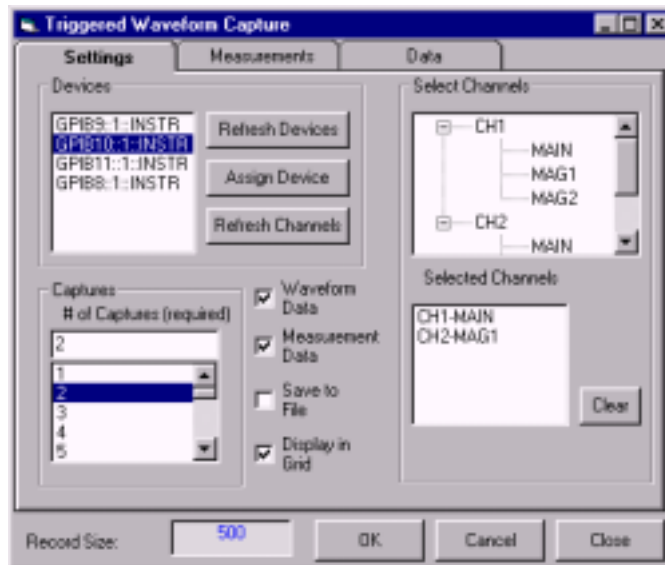 Triggered Waveform Capture
Settings
Measurements
Data
Devices
GPIB9::1::INSTR
GPIB10::1::INSTR
GPIB11::1::INSTR
GPIB8::1::INSTR
Refresh Devices
Assign Device
Refresh Channels
Select Channels
CH1
MAIN
MAG1
MAG2
CH2
MAIN
Captures
# of Captures (required)
2
1
2
3
4
5
Waveform
Data
Measurement
Data
Save to
File
Display in
Grid
Selected Channels
CH1-MAIN
CH2-MAG1
Clear
Record Size:
500
OK
Cancel
Close